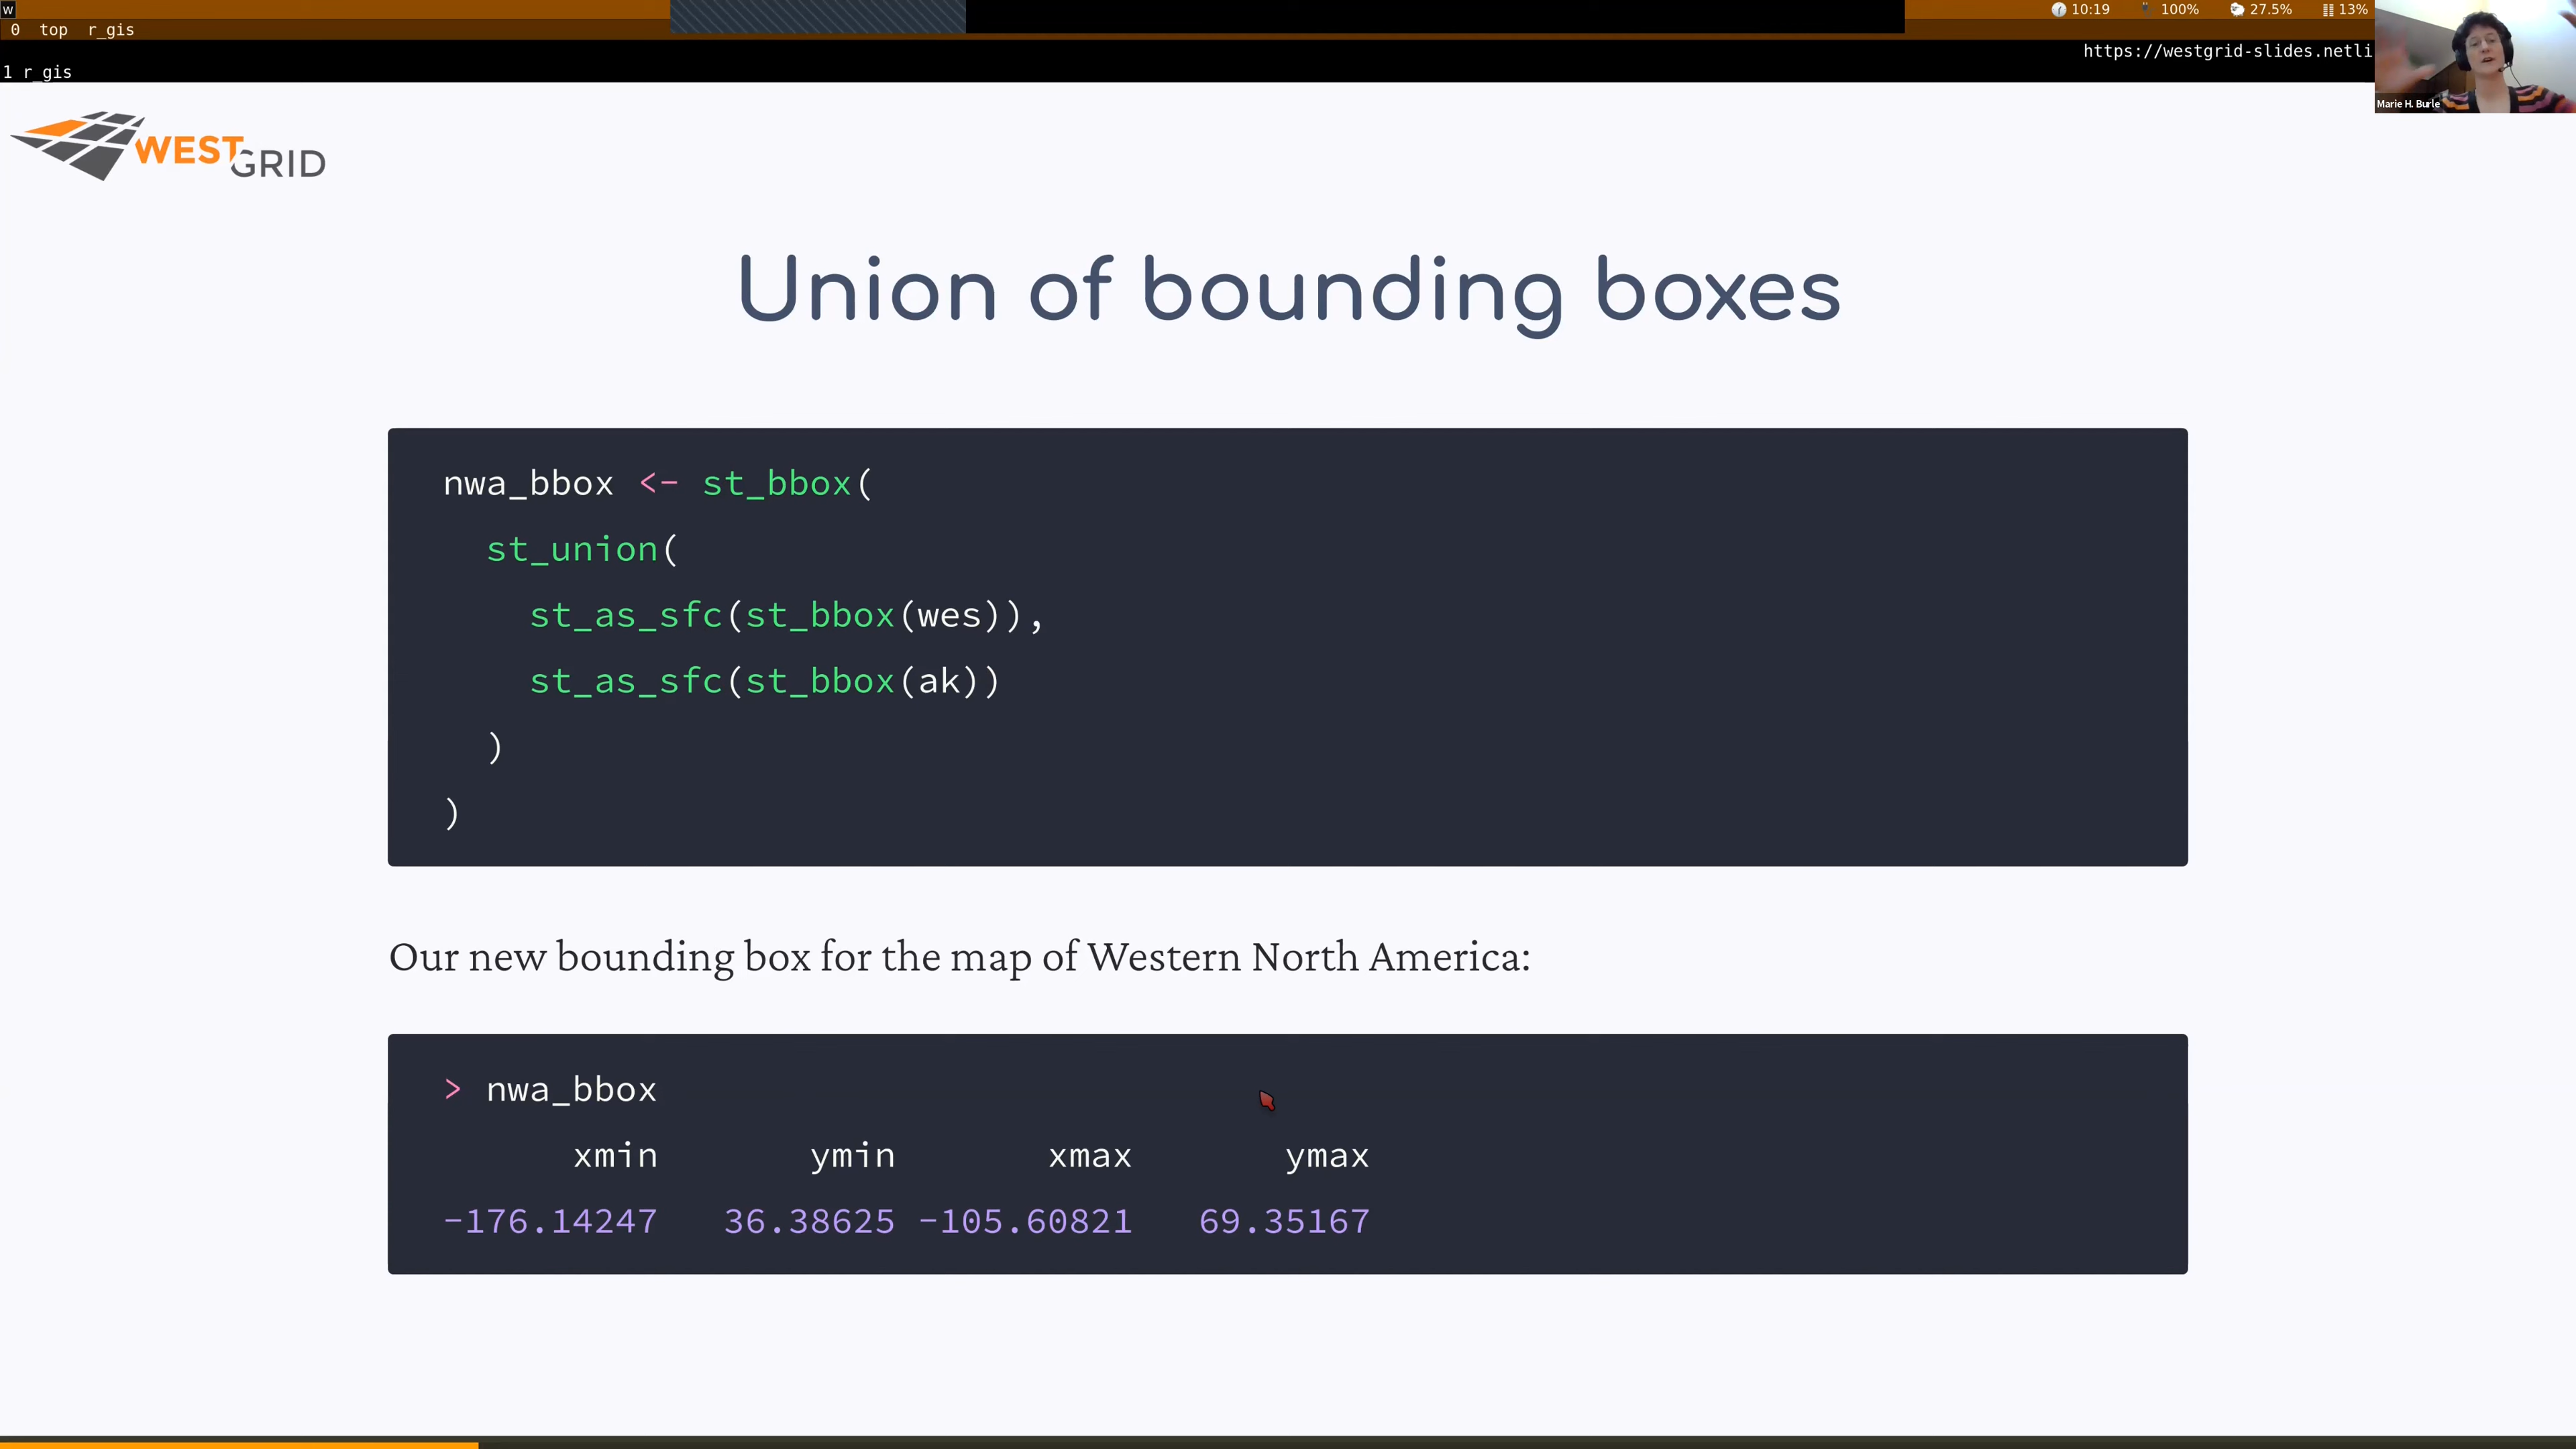 W
0 top r_gis
10:19 100% 27.5% 13%
https://westgrid-slides.netli
1 r_gis
Marie H. Burle
WESTGRID
Union of bounding boxes
nwa_bbox <- st_bbox(
  st_union(
    st_as_sfc(st_bbox(wes)),
    st_as_sfc(st_bbox(ak))
  )
)
Our new bounding box for the map of Western North America:
> nwa_bbox
      xmin       ymin       xmax       ymax
-176.14247   36.38625 -105.60821   69.35167